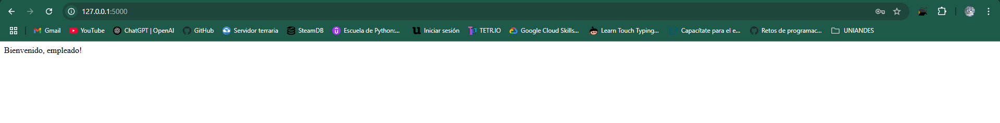 127.0.0.1:5000
Gmail YouTube ChatGPT | OpenAI GitHub Servidor terraria SteamDB Escuela de Python:... Iniciar sesión TETR.IO Google Cloud Skills... Learn Touch Typing... Capacítate para el e... Retos de programac... UNIANDES
Bienvenido, empleado!